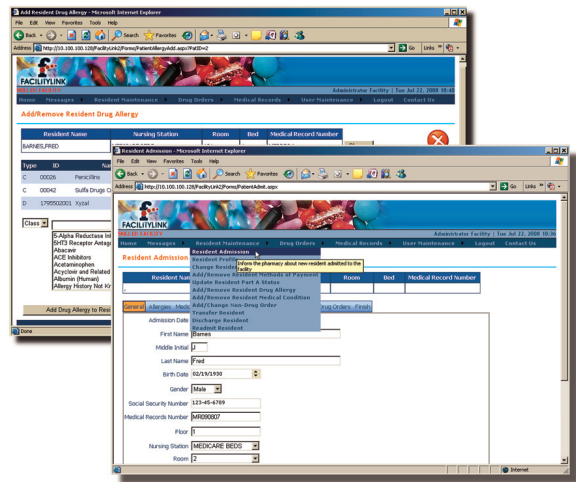 Add Resident Drug Allergy - Microsoft Internet Explorer
File Edit View Favorites Tools Help
Back Search Favorites
Address http://10.100.100.128/FacilityLink2/Forms/PatientAllergyAdd.aspx?PatID=2 Go Links
FACILITYLINK
Administrator Facility | Tue Jul 22, 2008
Home Messages Resident Maintenance Drug Orders Medical Records User Maintenance Logout Contact Us
Add/Remove Resident Drug Allergy
Resident Name Nursing Station Room Bed Medical Record Number
BARNES,FRED
Type ID
C 00026 Penicillins
C 00042 Sulfa Drugs
D 1795502001 Xyzal
Class
5-Alpha Reductase
5HT3 Receptor
Abacavir
ACE Inhibitors
Acetaminophen
Acyclovir and Related
Albumin (Human)
Allergy History Not
Add Drug Allergy to
Done
Resident Admission - Microsoft Internet Explorer
File Edit View Favorites Tools Help
Back Search Favorites
Address http://10.100.100.128/FacilityLink2/Forms/PatientAdmit.aspx Go Links
FACILITYLINK
Administrator Facility | Tue Jul 22, 2008 10:36
Home Messages Resident Maintenance Drug Orders Medical Records User Maintenance Logout Contact Us
Resident Admission
Resident Admission
Resident Profile
Inform the pharmacy about new resident admitted to the facility
Change
Add/Remove Resident Methods of Payment
Update Resident Part A Status
Add/Remove Resident Drug Allergy
Add/Remove Resident Medical Condition
Add/Change Non-Drug Order
Transfer Resident
Discharge Resident
Readmit Resident
Resident Room Bed Medical Record Number
General Allergies Drug Orders Finish
Admission Date
First Name Barnes
Middle Initial J
Last Name Fred
Birth Date 02/19/1930
Gender Male
Social Security Number 123-45-6789
Medical Records Number MR090807
Floor 1
Nursing Station MEDICARE BEDS
Room 2
Internet